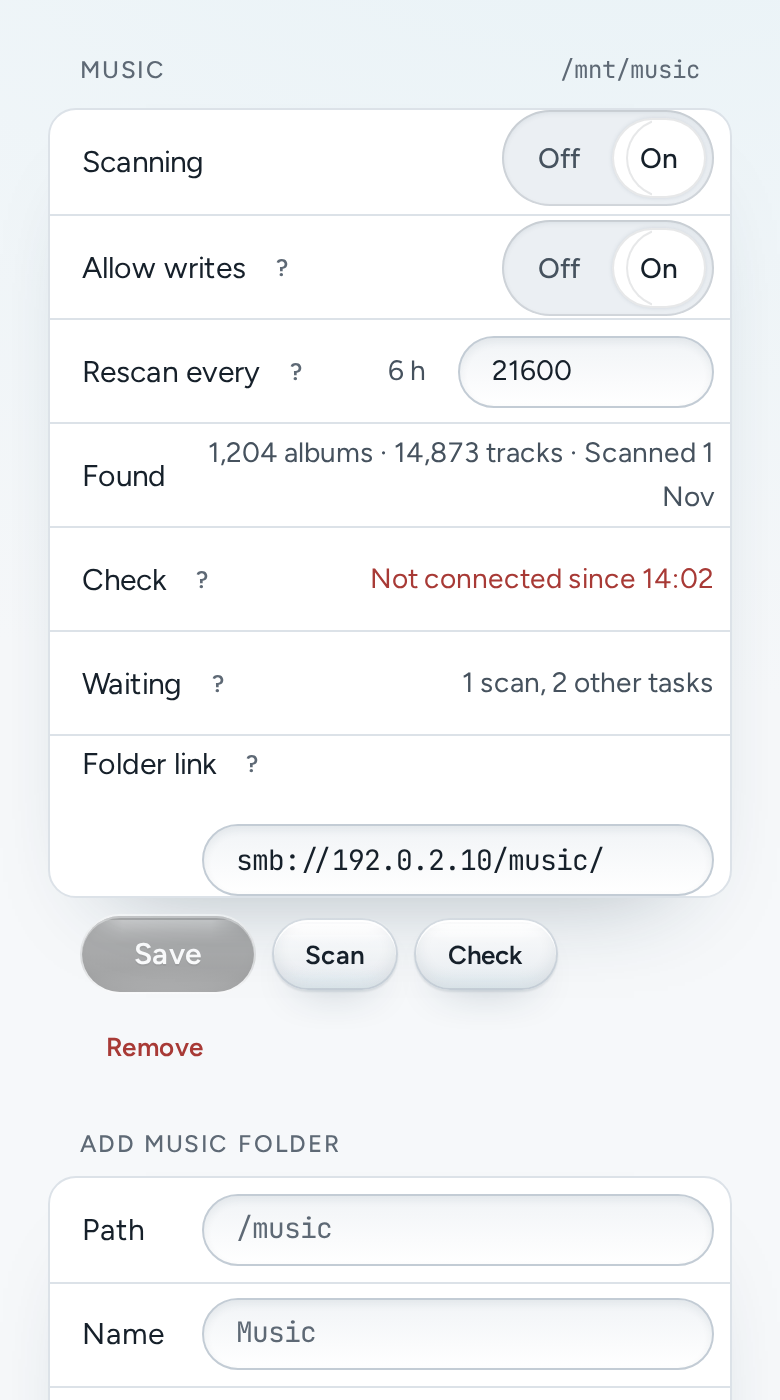 MUSIC /mnt/music
Scanning Off On
Allow writes ? Off On
Rescan every ? 6 h 21600
Found 1,204 albums · 14,873 tracks · Scanned 1
Nov
Check ? Not connected since 14:02
Waiting ? 1 scan, 2 other tasks
Folder link ?
smb://192.0.2.10/music/
Save Scan Check
Remove
ADD MUSIC FOLDER
Path /music
Name Music